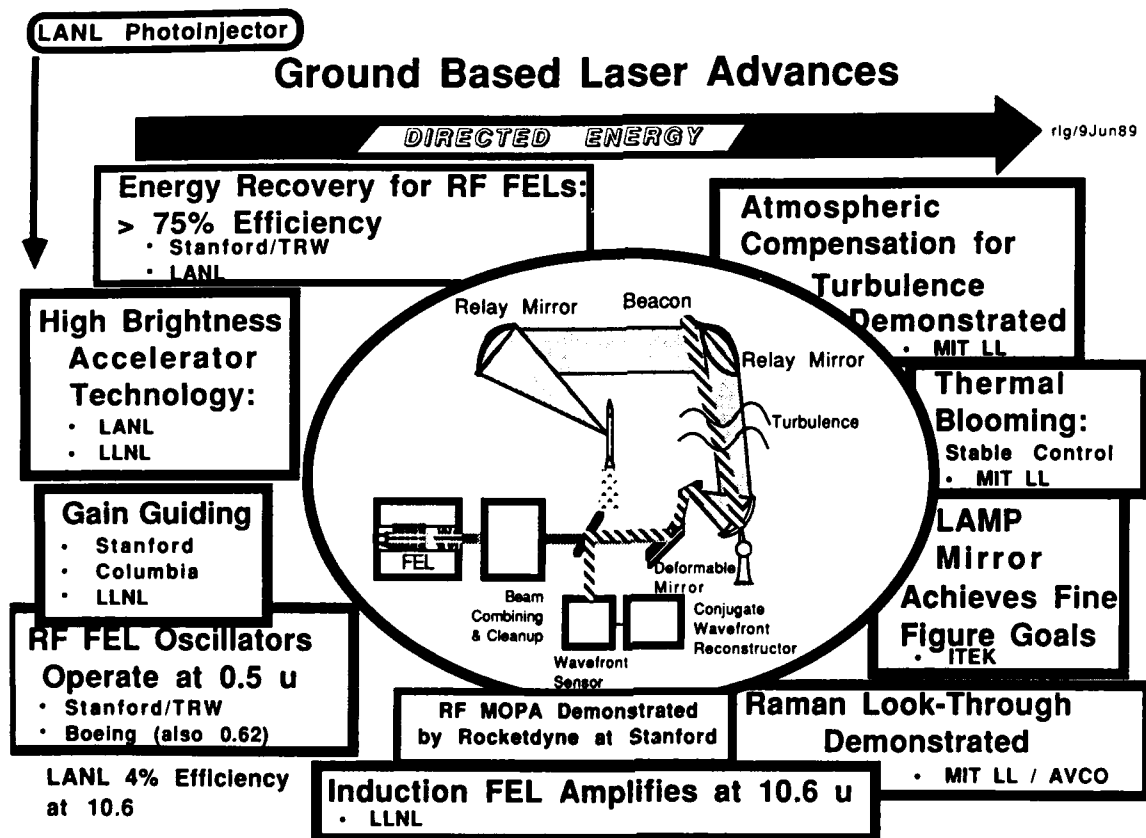 LANL Photoinjector
Ground Based Laser Advances
DIRECTED ENERGY
rlg/9Jun89
Energy Recovery for RF FELs:
> 75% Efficiency
· Stanford/TRW
· LANL
Atmospheric
Compensation for
Turbulence
Demonstrated
· MIT LL
High Brightness
Accelerator
Technology:
· LANL
· LLNL
Relay Mirror
Beacon
Relay Mirror
Turbulence
Thermal
Blooming:
Stable Control
· MIT LL
Gain Guiding
· Stanford
· Columbia
· LLNL
FEL
Beam
Combining
& Cleanup
Deformable
Mirror
Wavefront
Sensor
Conjugate
Wavefront
Reconstructor
LAMP
Mirror
Achieves Fine
Figure Goals
· ITEK
RF FEL Oscillators
Operate at 0.5 u
· Stanford/TRW
· Boeing (also 0.62)
LANL 4% Efficiency
at 10.6
RF MOPA Demonstrated
by Rocketdyne at Stanford
Raman Look-Through
Demonstrated
· MIT LL / AVCO
Induction FEL Amplifies at 10.6 u
· LLNL